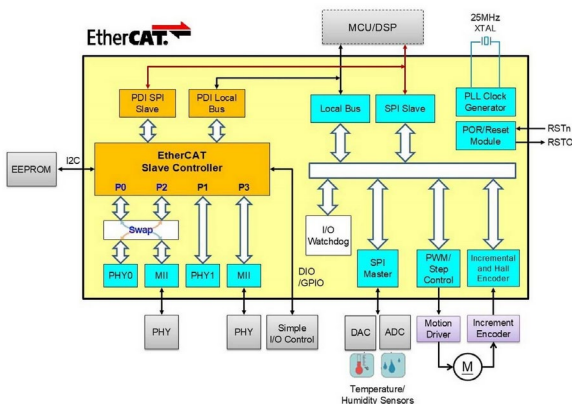 EtherCAT.
MCU/DSP
25MHz
XTAL
PDI SPI
Slave
PDI Local
Bus
Local Bus
SPI Slave
PLL Clock
Generator
POR/Reset
Module
RSTn
RSTO
EtherCAT
Slave Controller
EEPROM
I2C
P0
P2
P1
P3
Swap
I/O
Watchdog
PHY0
MII
PHY1
MII
DIO
/GPIO
SPI
Master
PWM/
Step
Control
Incremental
and Hall
Encoder
PHY
PHY
Simple
I/O Control
DAC
ADC
Motion
Driver
Increment
Encoder
M
Temperature/
Humidity Sensors